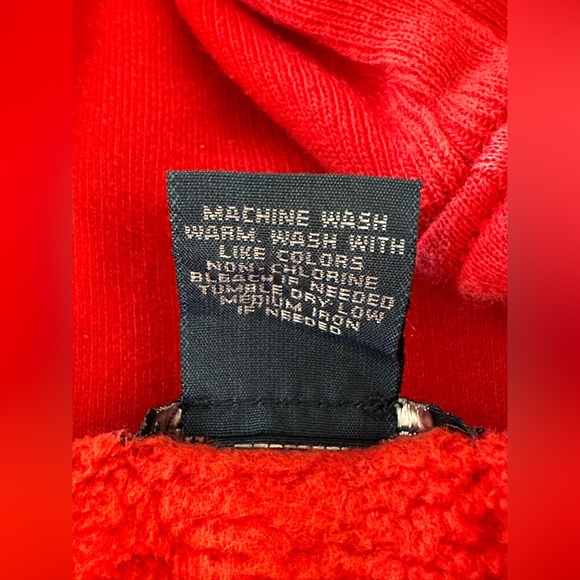 MACHINE WASH
WARM. WASH WITH
LIKE COLORS
NON-CHLORINE
BLEACH IF NEEDED
TUMBLE DRY LOW
MEDIUM IRON
IF NEEDED